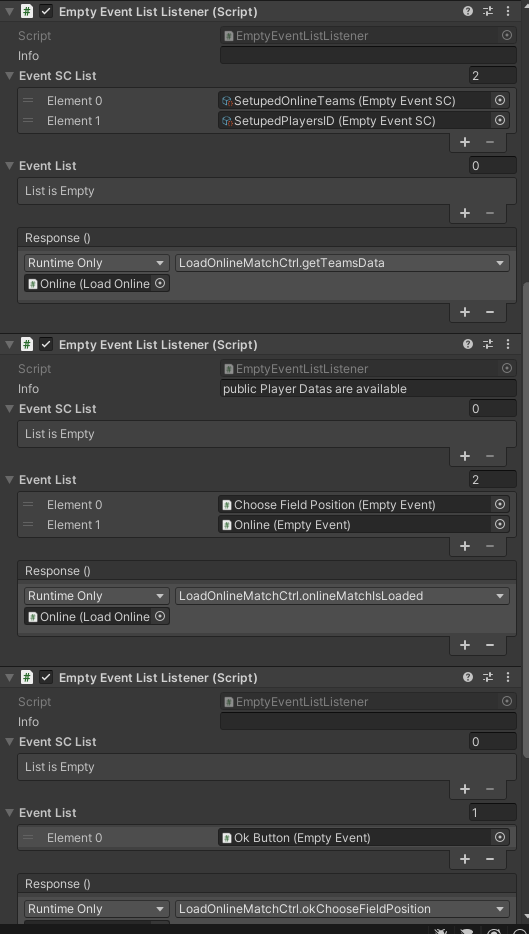 Empty Event List Listener (Script)
Script EmptyEventListListener
Info
Event SC List 2
Element 0 SetupedOnlineTeams (Empty Event SC)
Element 1 SetupedPlayersID (Empty Event SC)
Event List 0
List is Empty
Response ()
Runtime Only LoadOnlineMatchCtrl.getTeamsData
Online (Load Online
Empty Event List Listener (Script)
Script EmptyEventListListener
Info public Player Datas are available
Event SC List 0
List is Empty
Event List 2
Element 0 Choose Field Position (Empty Event)
Element 1 Online (Empty Event)
Response ()
Runtime Only LoadOnlineMatchCtrl.onlineMatchIsLoaded
Online (Load Online
Empty Event List Listener (Script)
Script EmptyEventListListener
Info
Event SC List 0
List is Empty
Event List 1
Element 0 Ok Button (Empty Event)
Response ()
Runtime Only LoadOnlineMatchCtrl.okChooseFieldPosition